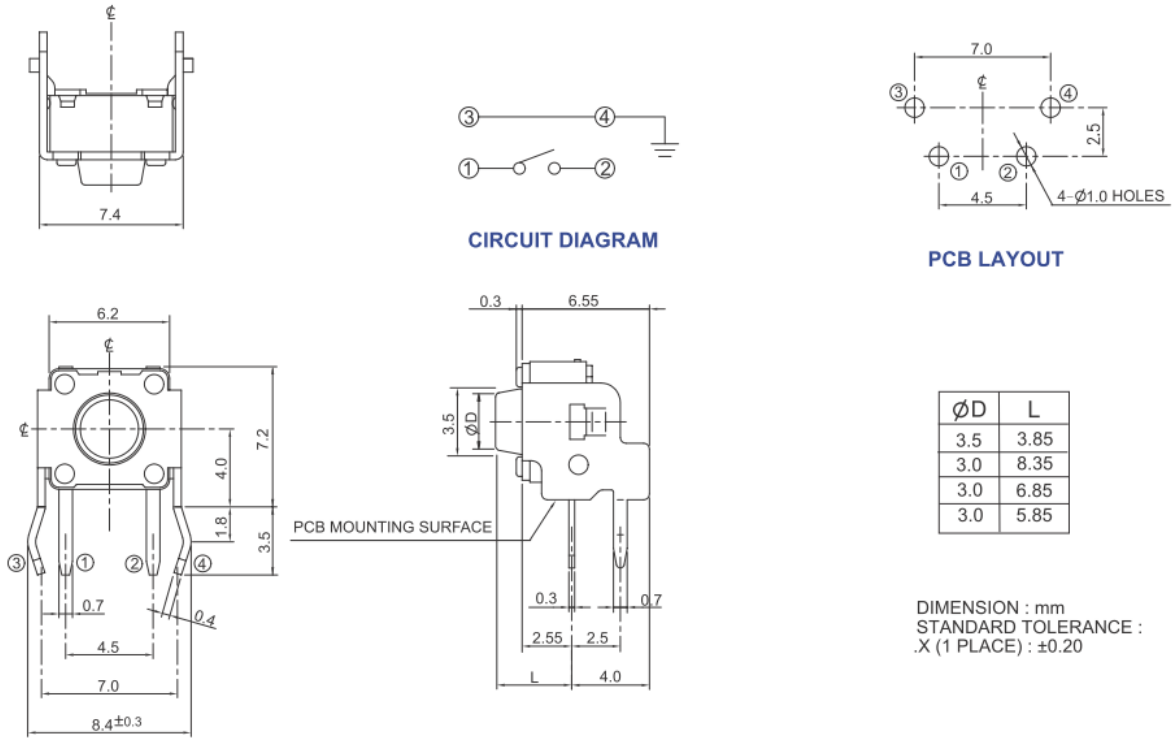 ℄
7.4
③ ④
① ②
CIRCUIT DIAGRAM
7.0
℄
③ ④
2.5
① ②
4.5
4-Ø1.0 HOLES
PCB LAYOUT
6.2
℄
℄
7.2
4.0
1.8
3.5
③ ① ② ④
0.7
0.4
4.5
7.0
8.4±0.3
0.3 6.55
3.5
ØD
PCB MOUNTING SURFACE
0.3 0.7
2.55 2.5
L 4.0
ØD L
3.5 3.85
3.0 8.35
3.0 6.85
3.0 5.85
DIMENSION : mm
STANDARD TOLERANCE :
.X (1 PLACE) : ±0.20